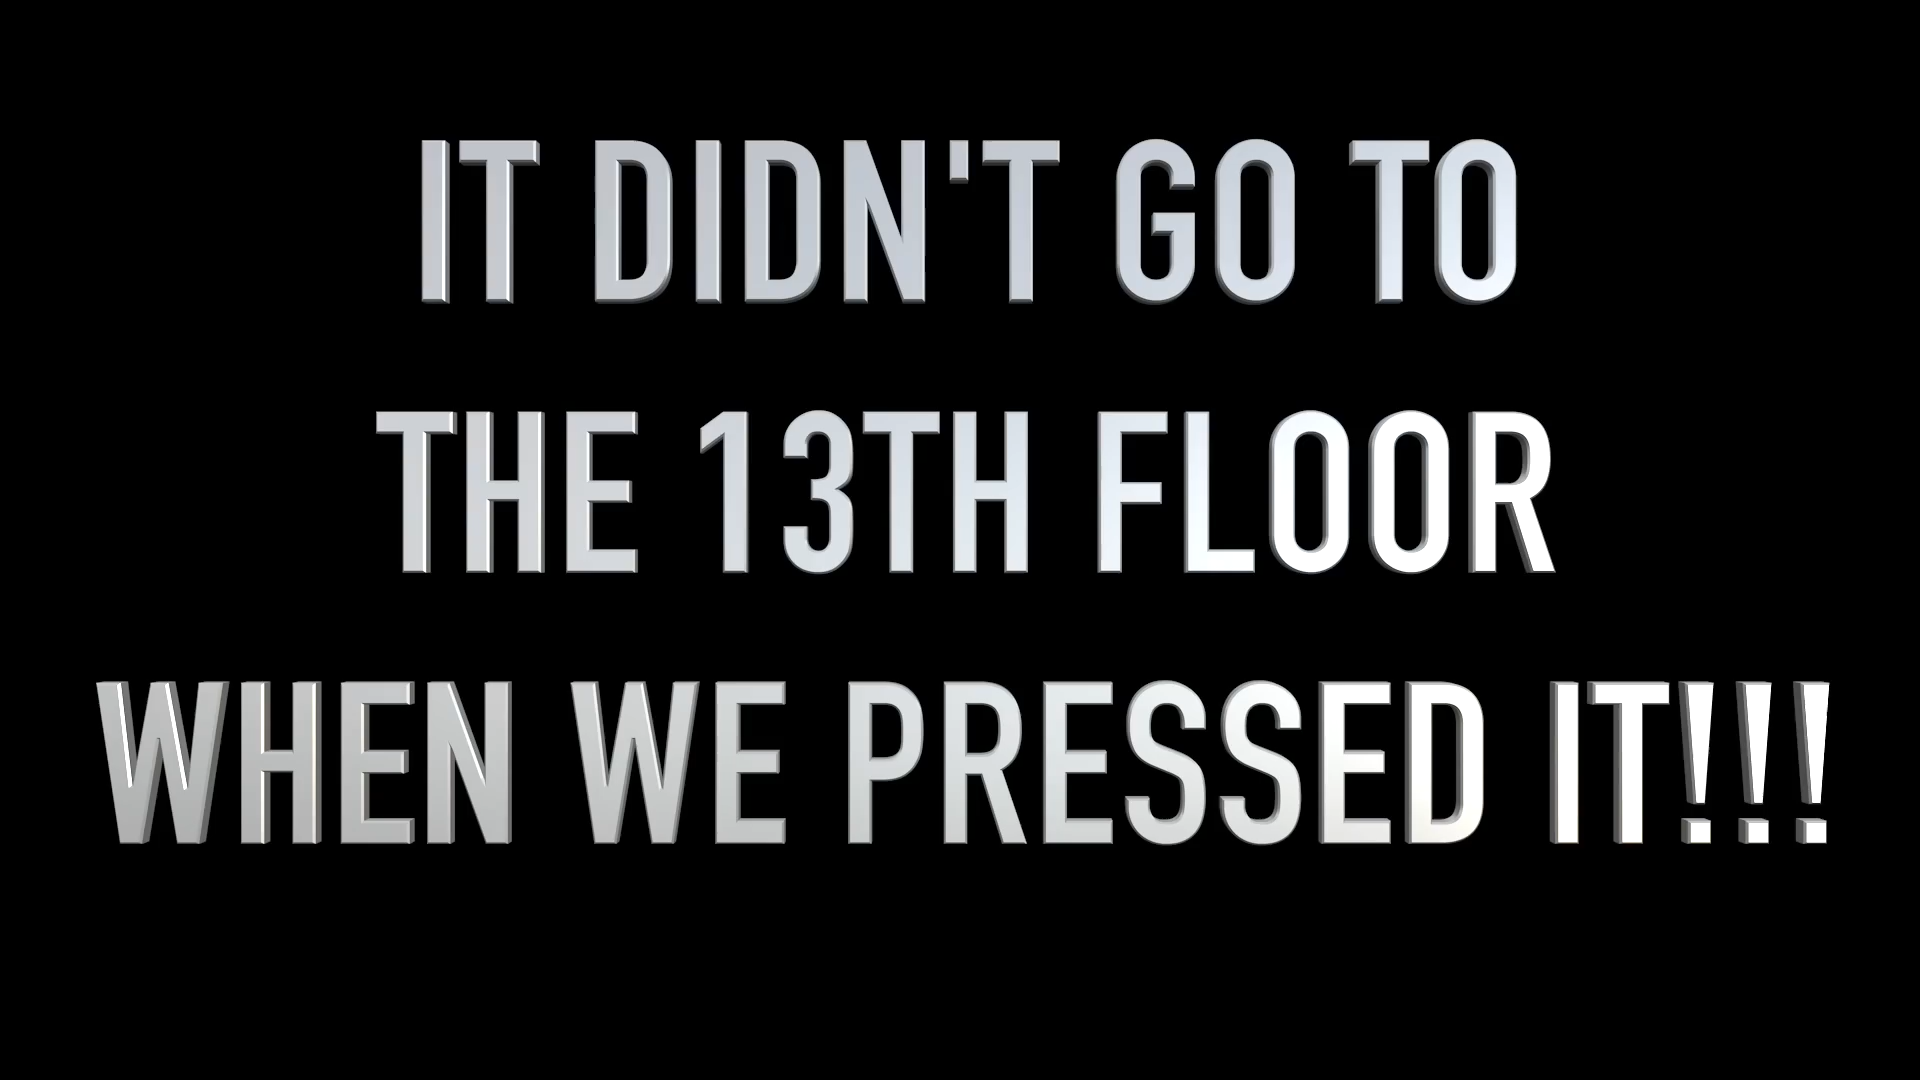 IT DIDN'T GO TO
THE 13TH FLOOR
WHEN WE PRESSED IT!!!